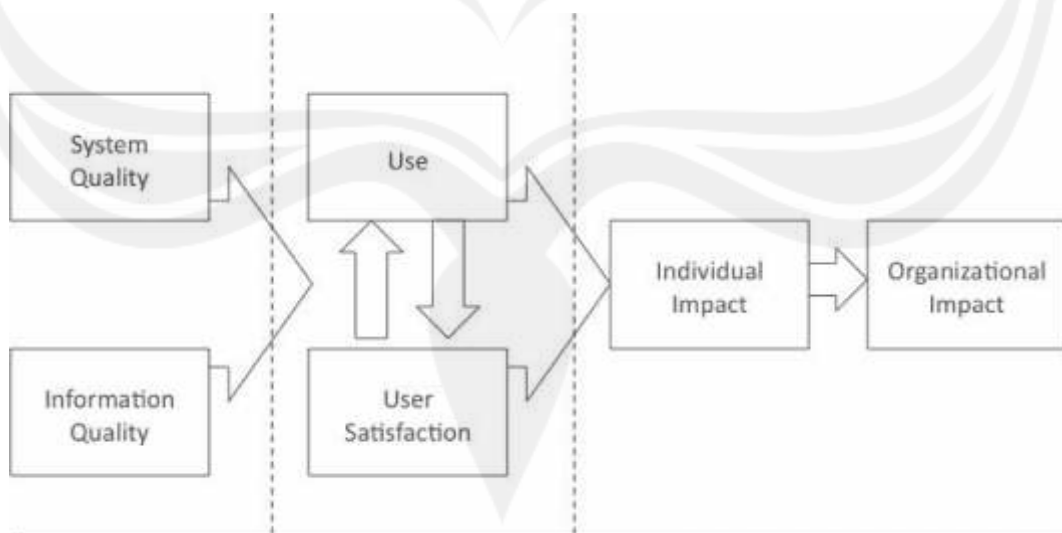 System
Quality
Use
Individual
Impact
Organizational
Impact
Information
Quality
User
Satisfaction